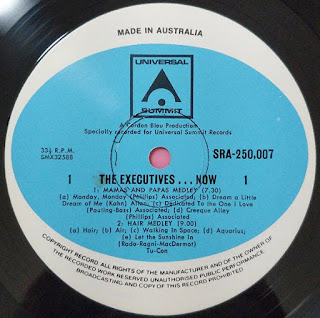 MADE IN AUSTRALIA
UNIVERSAL
SUMMIT
A Cordon Bleu Production
Specially recorded for Universal Summit Records
33⅓ R.P.M.
SMX32588
SRA-250,007
1 THE EXECUTIVES ... NOW 1
1: MAMAS AND PAPAS MEDLEY (7.30)
(a) Monday, Monday (Phillips) Associated; (b) Dream a Little
Dream of Me (Kahn) Allen; (c) Dedicated to the One I Love
(Pauling-Bass) Associated; (d) Creeque Alley
(Phillips) Associated
2: HAIR MEDLEY (9.00)
(a) Hair; (b) Air; (c) Walking In Space; (d) Aquarius;
(e) Let the Sunshine In
(Rado-Ragni-MacDermot)
Tu-Con
COPYRIGHT RECORD ALL RIGHTS OF THE MANUFACTURER AND OF THE OWNER OF
THE RECORDED WORK RESERVED UNAUTHORISED PUBLIC PERFORMANCE
BROADCASTING AND COPY OF THIS RECORD PROHIBITED